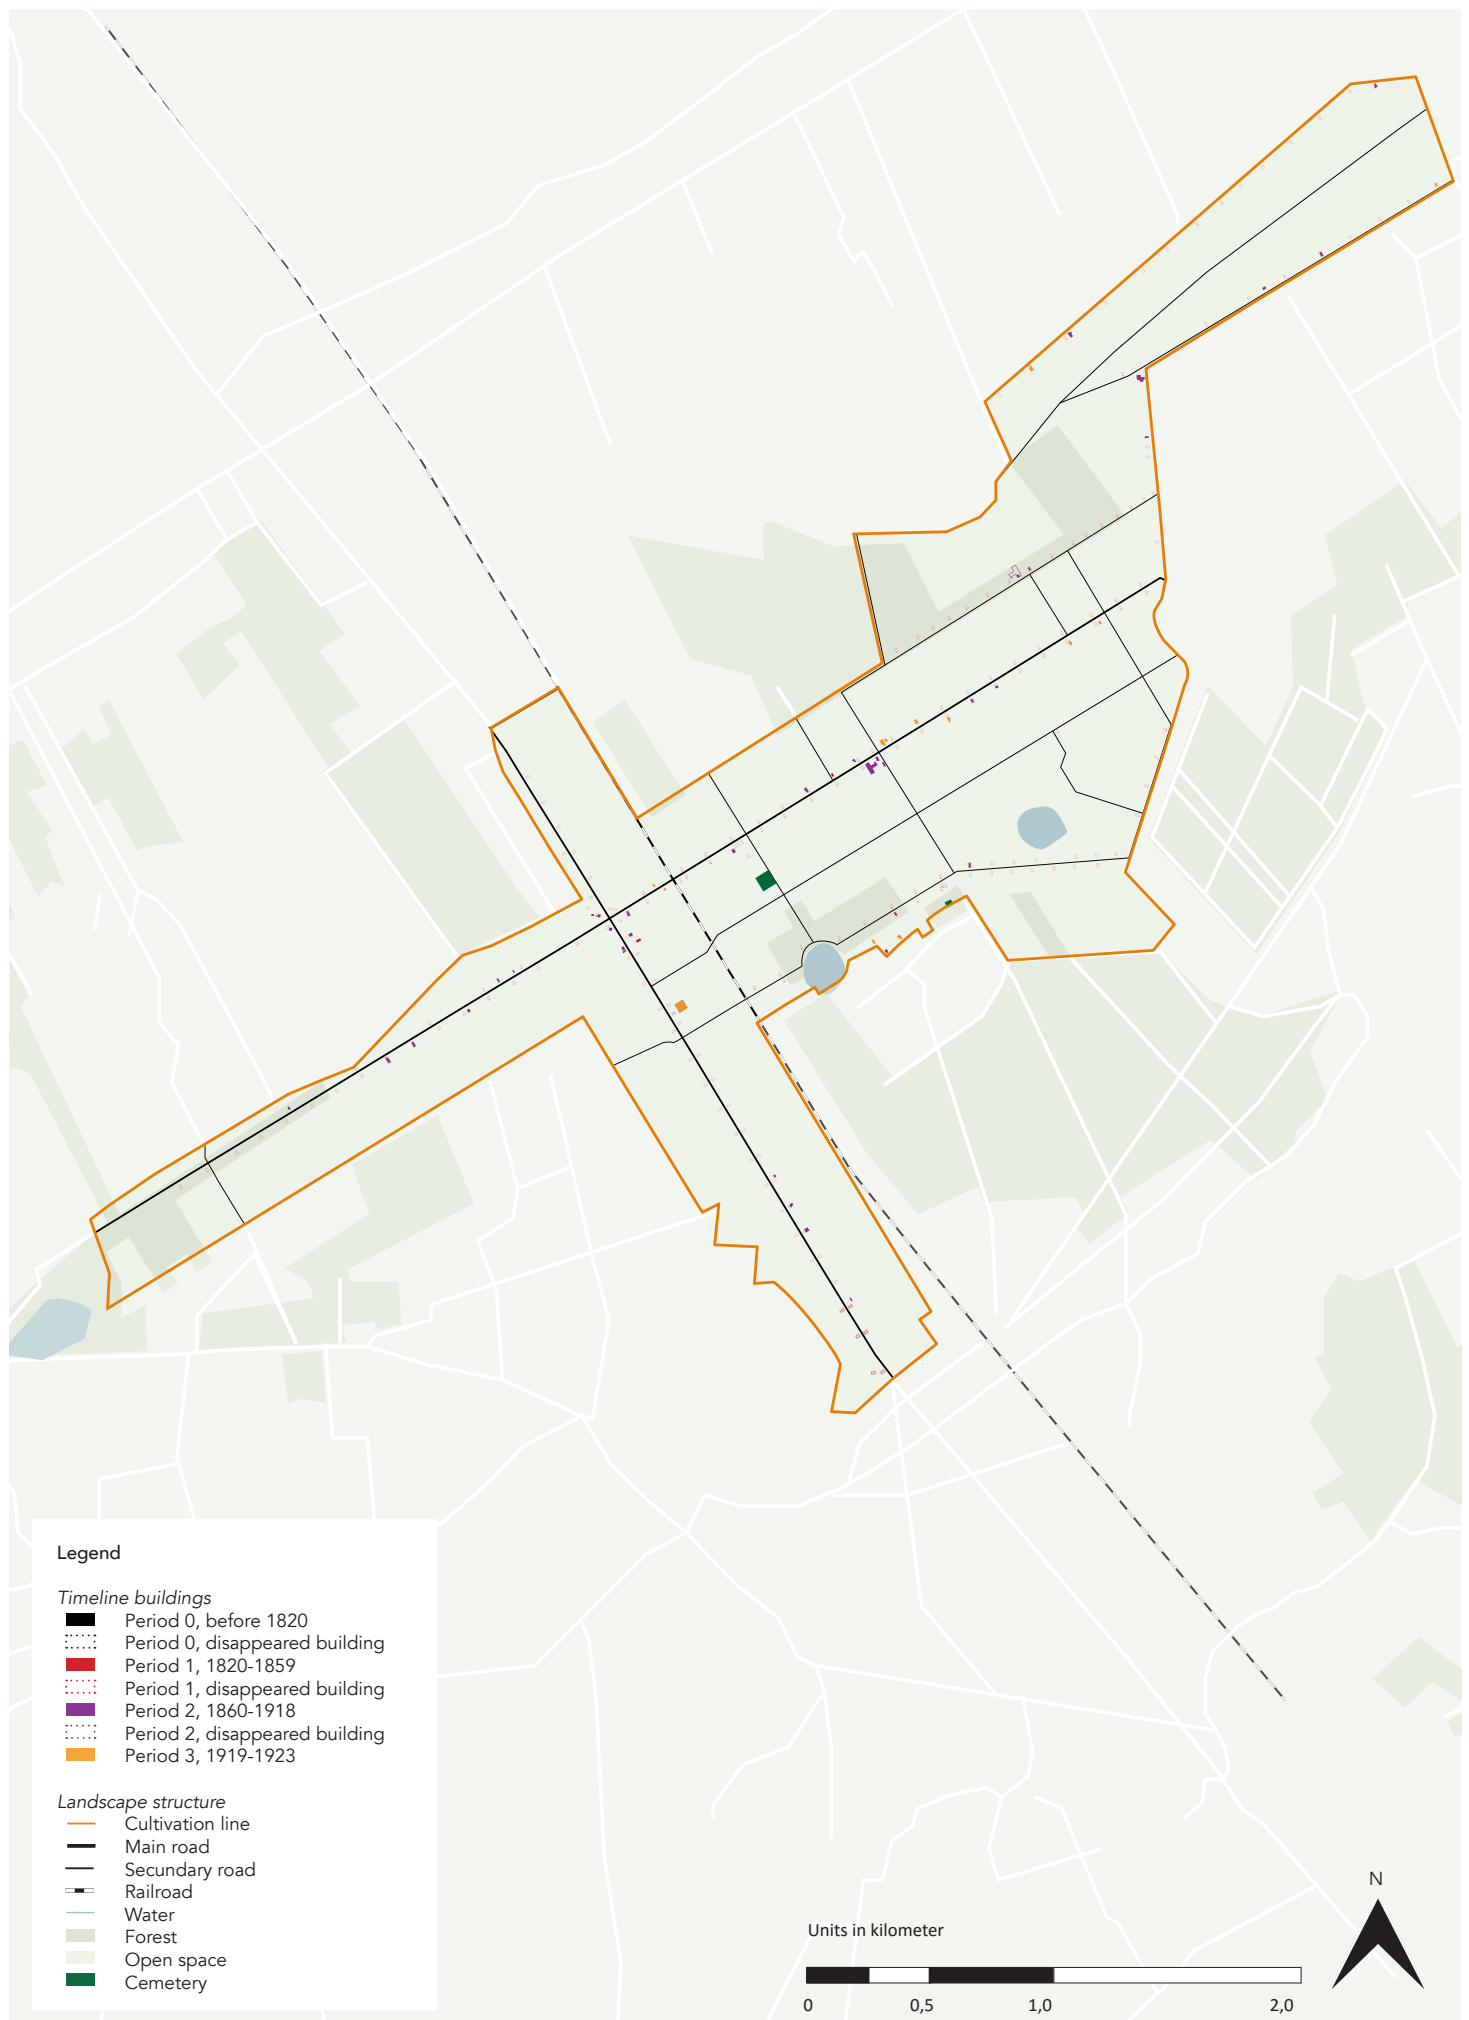 Legend
Timeline buildings
Period 0, before 1820
Period 0, disappeared building
Period 1, 1820-1859
Period 1, disappeared building
Period 2, 1860-1918
Period 2, disappeared building
Period 3, 1919-1923
Landscape structure
Cultivation line
Main road
Secundary road
Railroad
Water
Forest
Open space
Cemetery
Units in kilometer
0 0,5 1,0 2,0
N